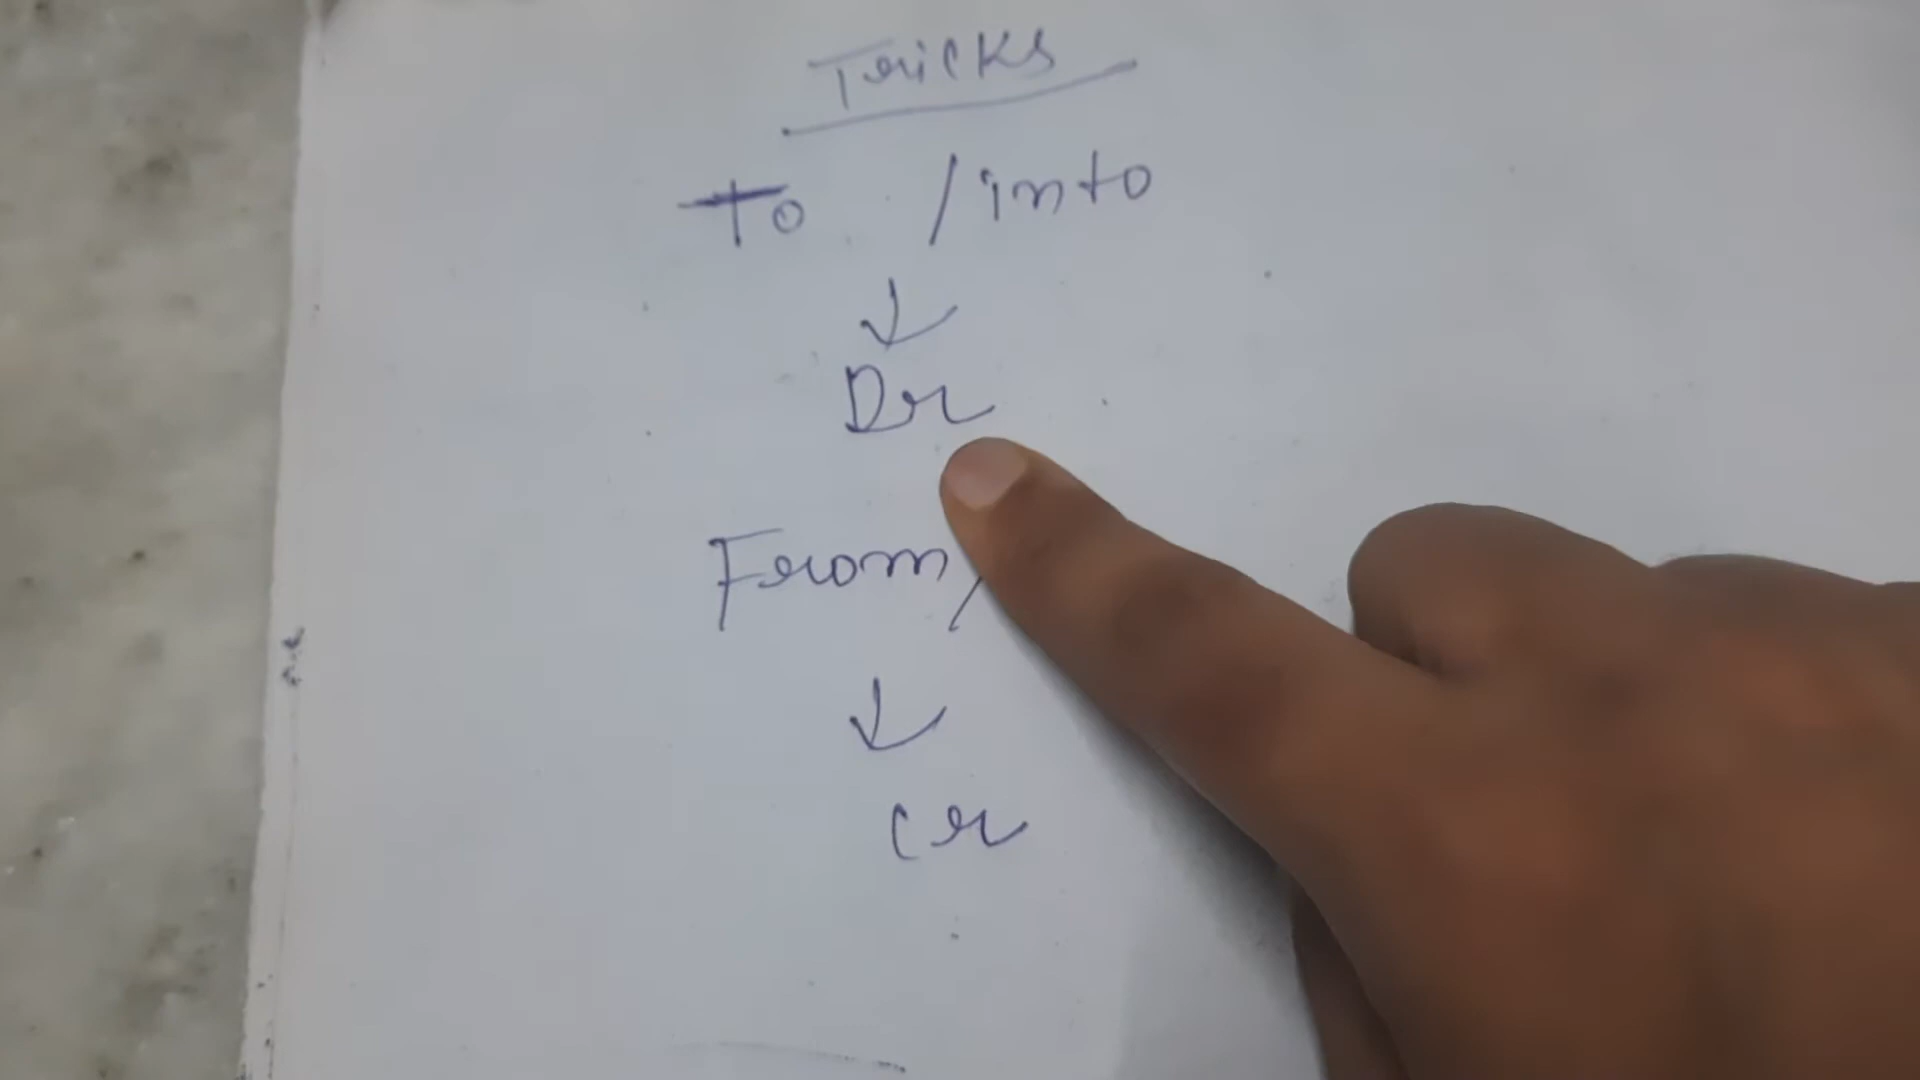 Tricks
To /into
↓
Dr
From/
↓
Cr